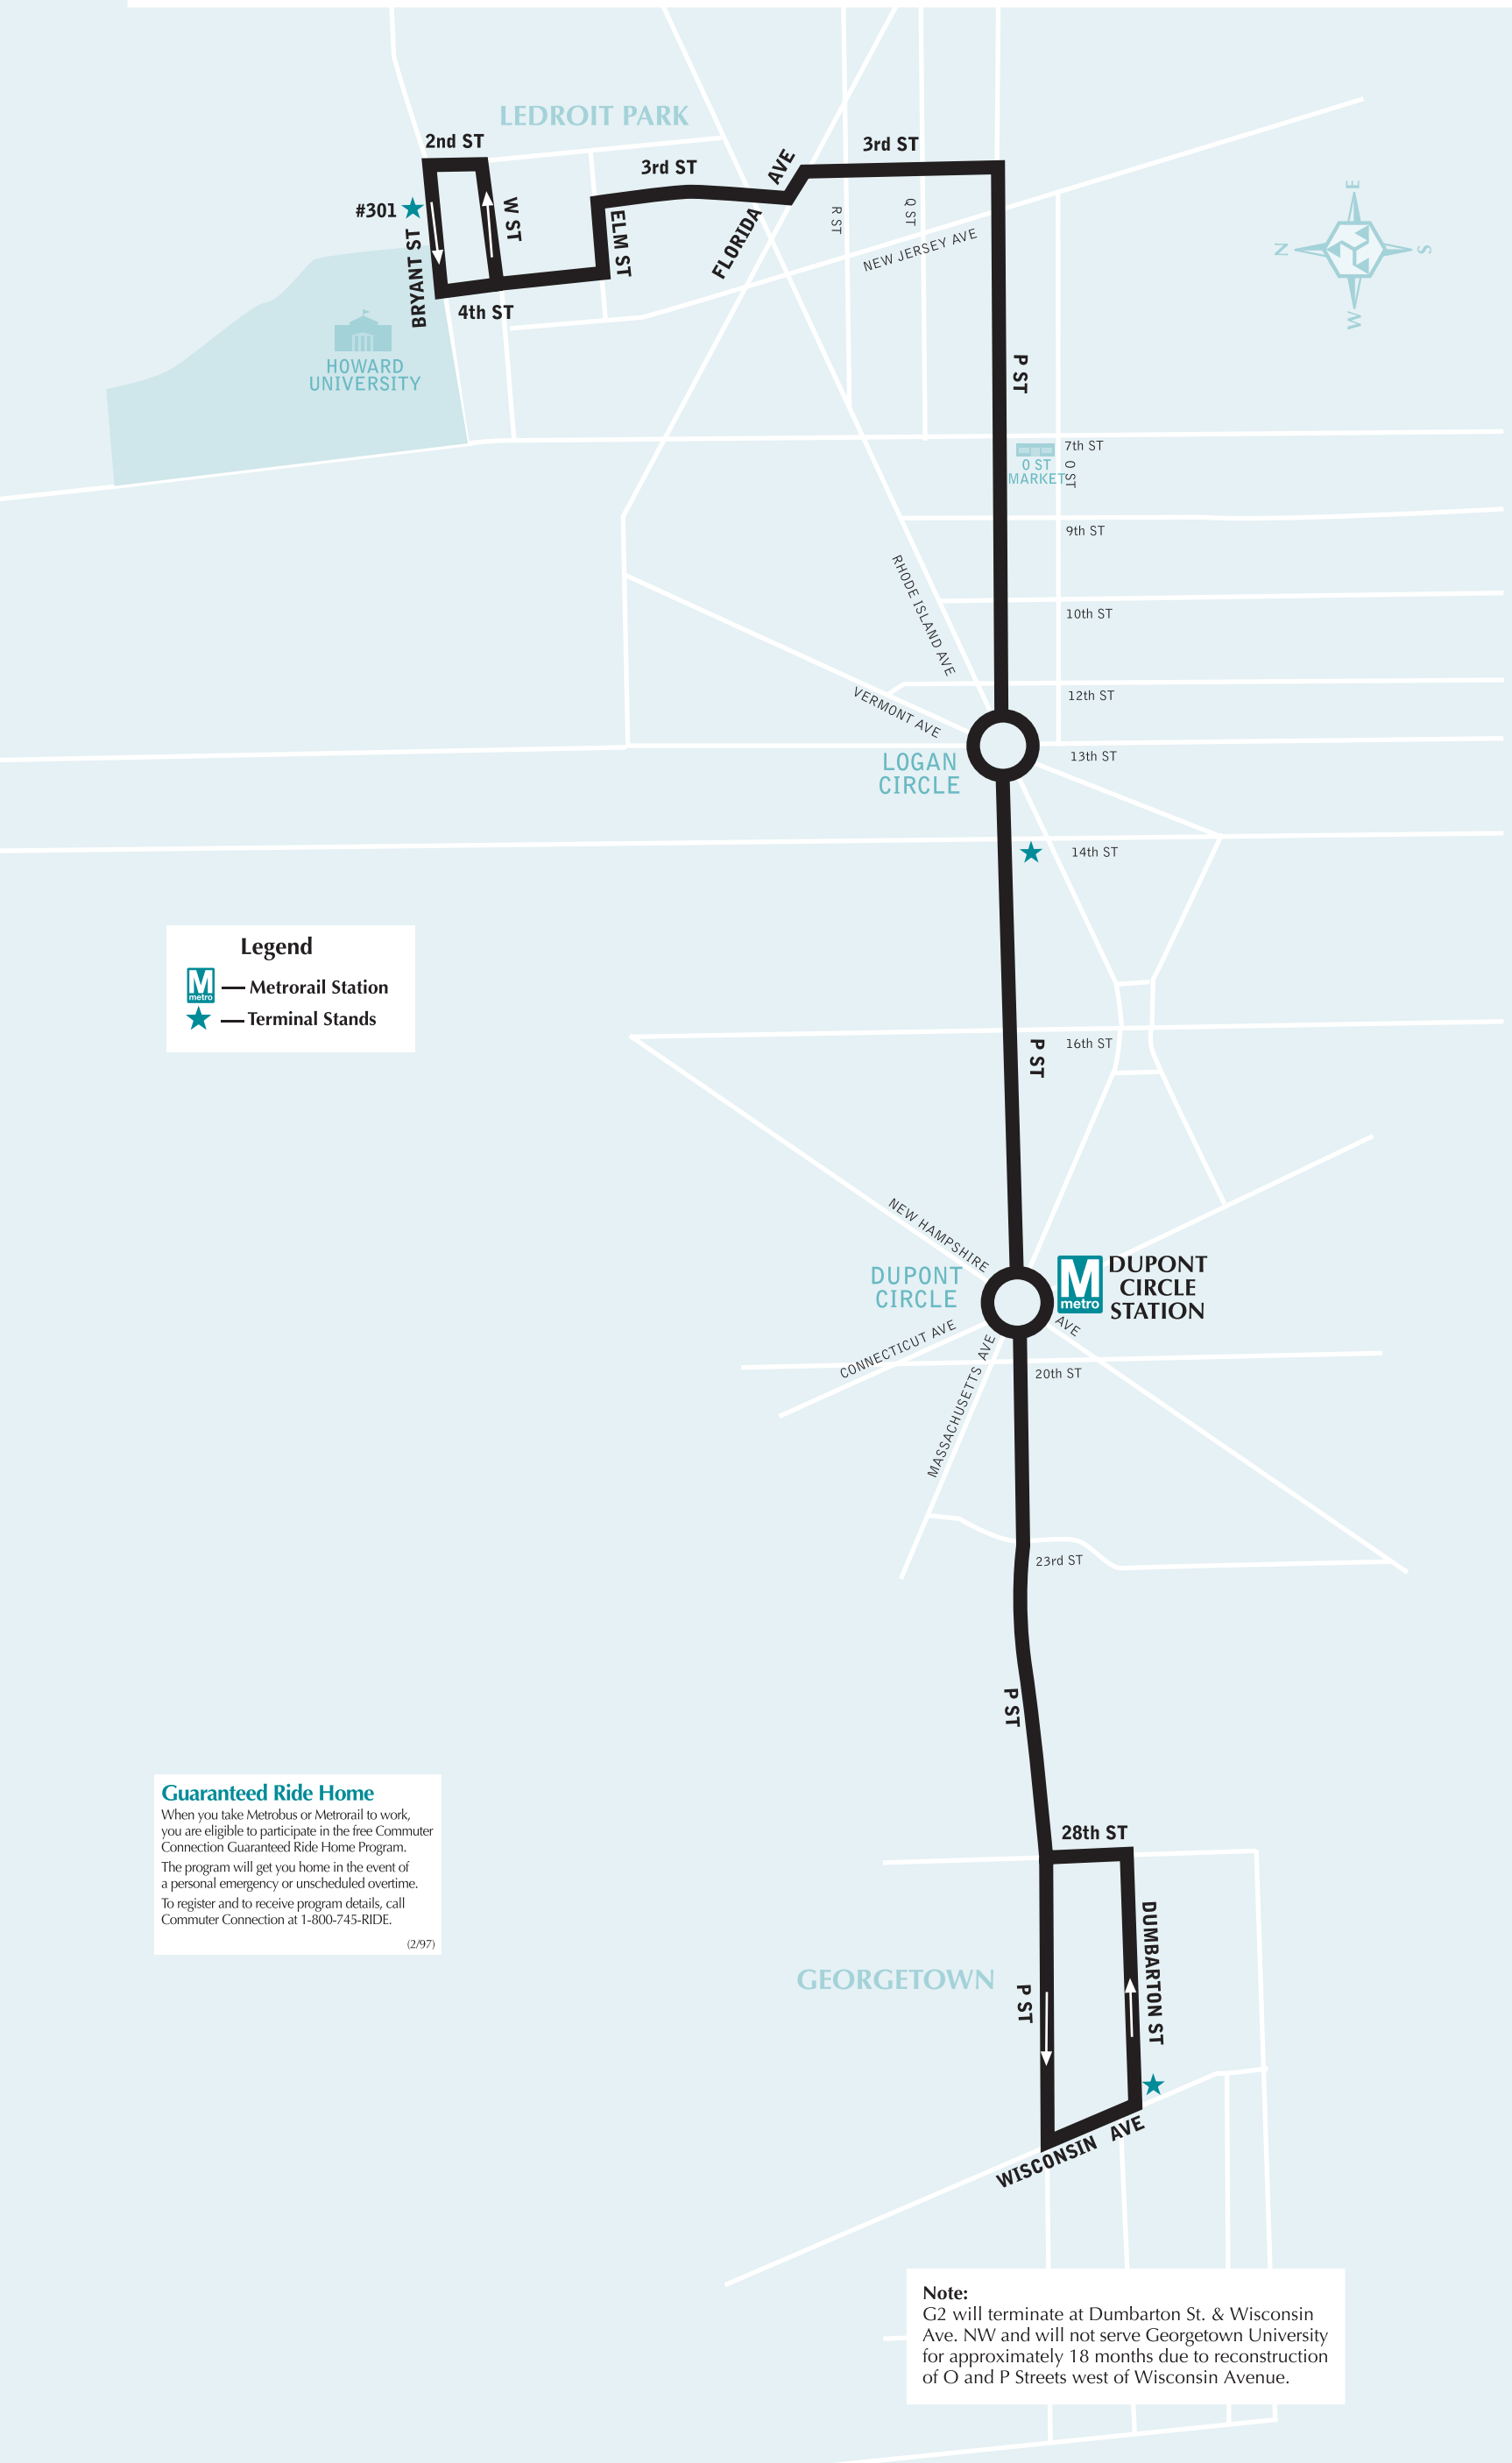 LEDROIT PARK
2nd ST
3rd ST
3rd ST
FLORIDA AVE
#301
W ST
ELM ST
BRYANT ST
4th ST
R ST
Q ST
NEW JERSEY AVE
E
N
S
W
HOWARD
UNIVERSITY
P ST
7th ST
O ST
MARKET
O ST
9th ST
RHODE ISLAND AVE
10th ST
12th ST
VERMONT AVE
LOGAN
CIRCLE
13th ST
14th ST
Legend
M metro — Metrorail Station
— Terminal Stands
P ST
16th ST
NEW HAMPSHIRE AVE
DUPONT
CIRCLE
M
metro
DUPONT
CIRCLE
STATION
CONNECTICUT AVE
MASSACHUSETTS AVE
20th ST
23rd ST
P ST
Guaranteed Ride Home
When you take Metrobus or Metrorail to work,
you are eligible to participate in the free Commuter
Connection Guaranteed Ride Home Program.
The program will get you home in the event of
a personal emergency or unscheduled overtime.
To register and to receive program details, call
Commuter Connection at 1-800-745-RIDE.
(2/97)
28th ST
DUMBARTON ST
GEORGETOWN
P ST
WISCONSIN AVE
Note:
G2 will terminate at Dumbarton St. & Wisconsin
Ave. NW and will not serve Georgetown University
for approximately 18 months due to reconstruction
of O and P Streets west of Wisconsin Avenue.